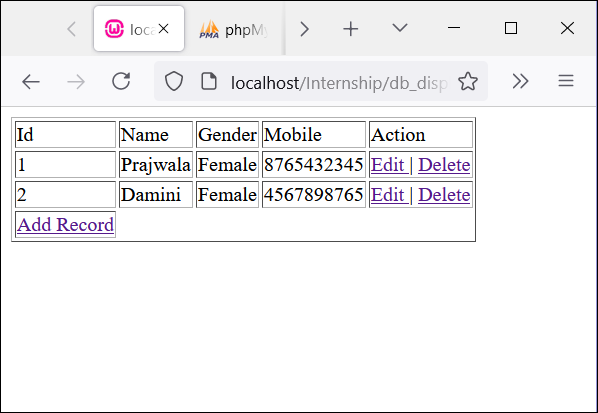 loca phpMy
localhost/Internship/db_disp
Id Name Gender Mobile Action
1 Prajwala Female 8765432345 Edit | Delete
2 Damini Female 4567898765 Edit | Delete
Add Record